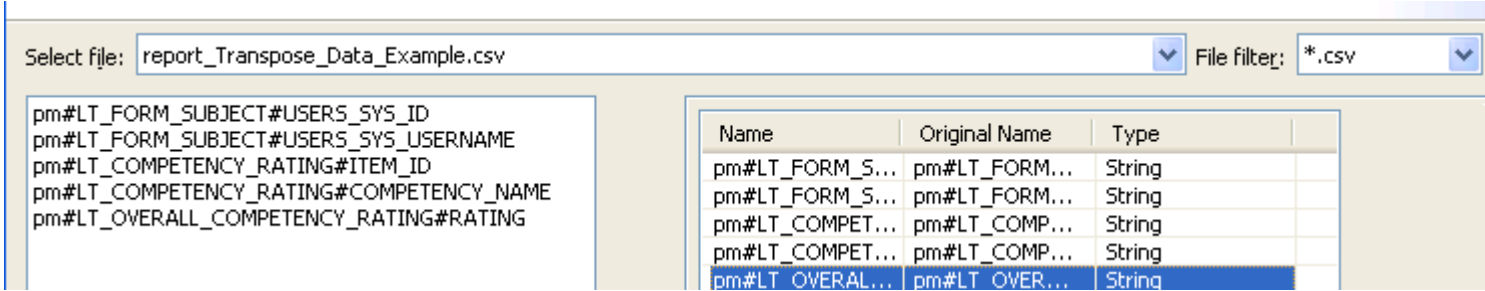 Select file: report_Transpose_Data_Example.csv File filter: *.csv
pm#LT_FORM_SUBJECT#USERS_SYS_ID
pm#LT_FORM_SUBJECT#USERS_SYS_USERNAME
pm#LT_COMPETENCY_RATING#ITEM_ID
pm#LT_COMPETENCY_RATING#COMPETENCY_NAME
pm#LT_OVERALL_COMPETENCY_RATING#RATING
Name Original Name Type
pm#LT_FORM_S... pm#LT_FORM... String
pm#LT_FORM_S... pm#LT_FORM... String
pm#LT_COMPET... pm#LT_COMP... String
pm#LT_COMPET... pm#LT_COMP... String
pm#LT_OVERAL... pm#LT_OVER... String